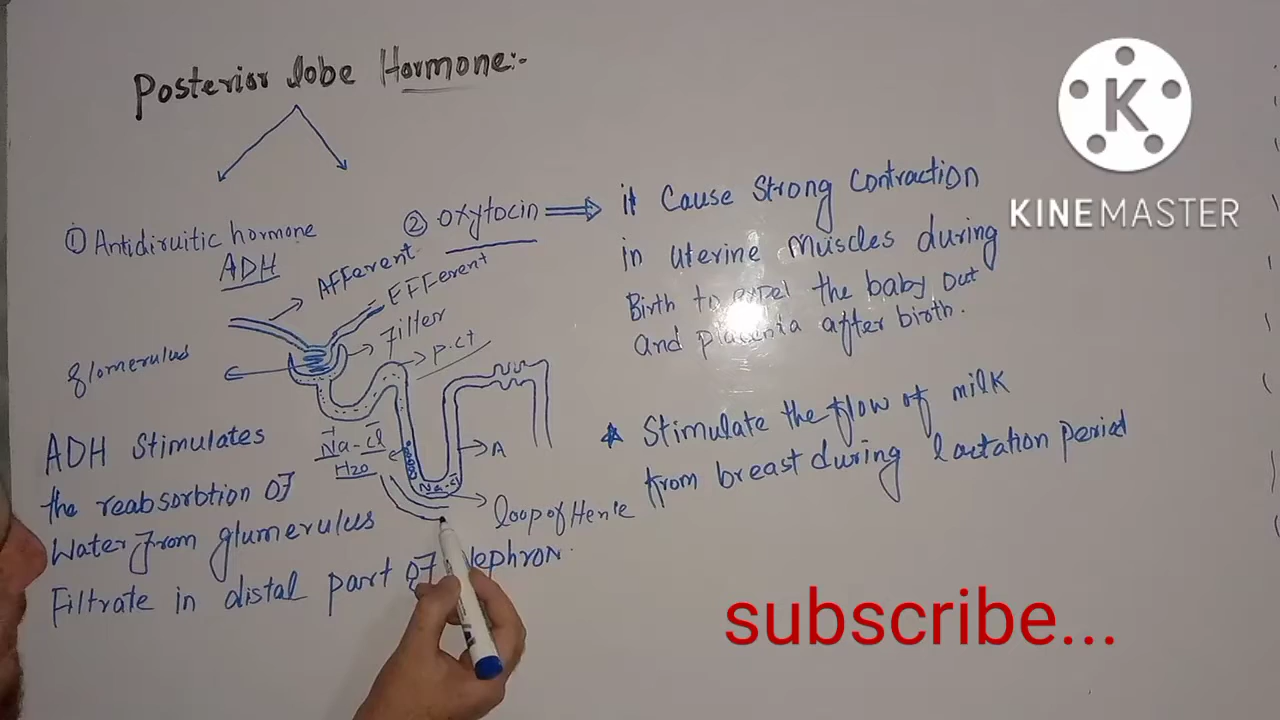 Posterior lobe Hormone:-
① Antidiruitic hormone
ADH
② Oxytocin ⇒ it Cause Strong Contraction
in uterine Muscles during
Birth to expel the baby out
and placenta after birth.
Afferent
Efferent
Filter
P.ct
glomerulus
Na-Cl
H2O
A
Na-Cl
loop of Henle
ADH Stimulates
the reabsorbtion of
Water from glumerulus
Filtrate in distal part of Nephron.
* Stimulate the flow of milk
from breast during lactation period
K
KINEMASTER
subscribe...